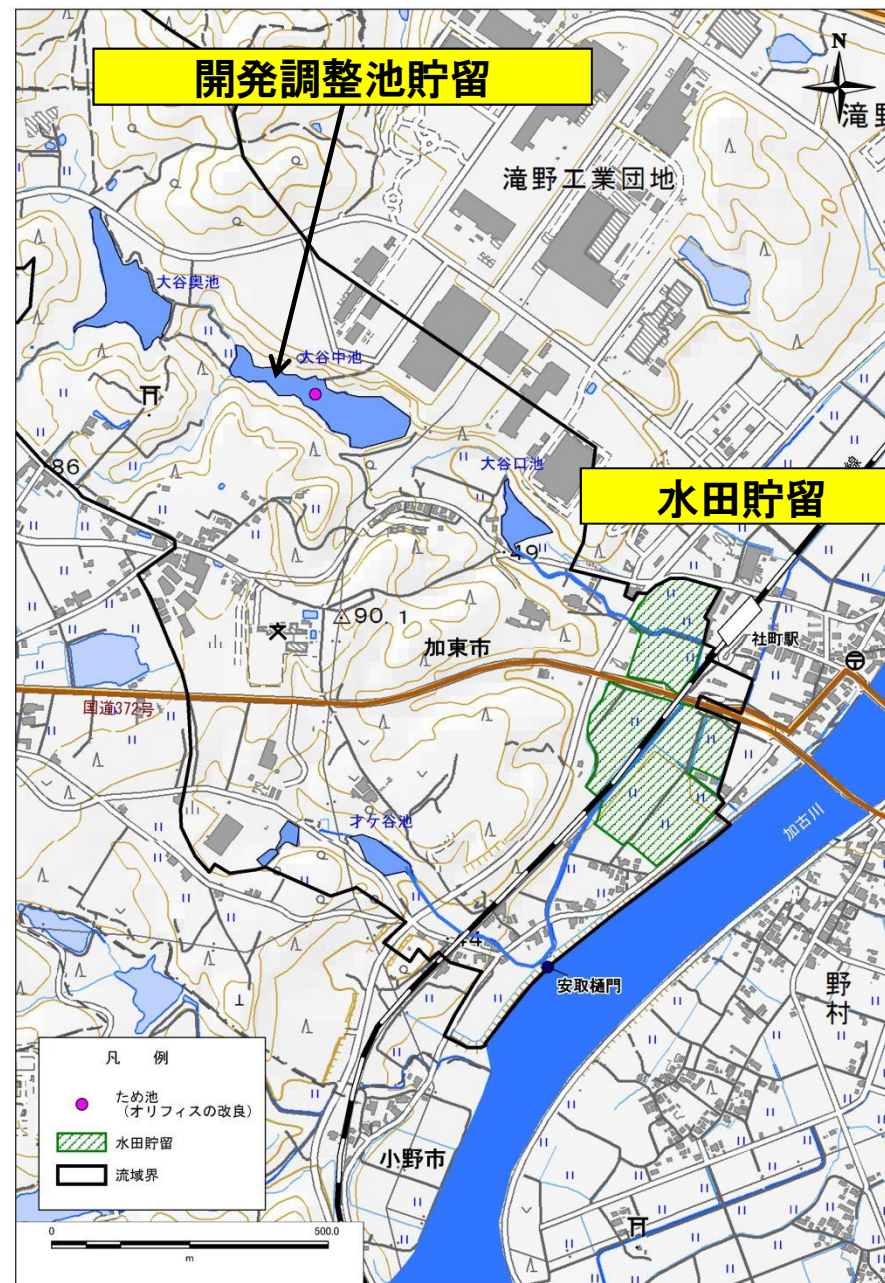 開発調整池貯留
N
滝野
滝野工業団地
70
大谷奥池
大谷中池
大谷口池
86
水田貯留
線
49
90.1
加東市
社町駅
国道372号
加古川
才ケ谷池
44
安取樋門
野村
小野市
凡 例
ため池
(オリフィスの改良)
水田貯留
流域界
0 500.0
m